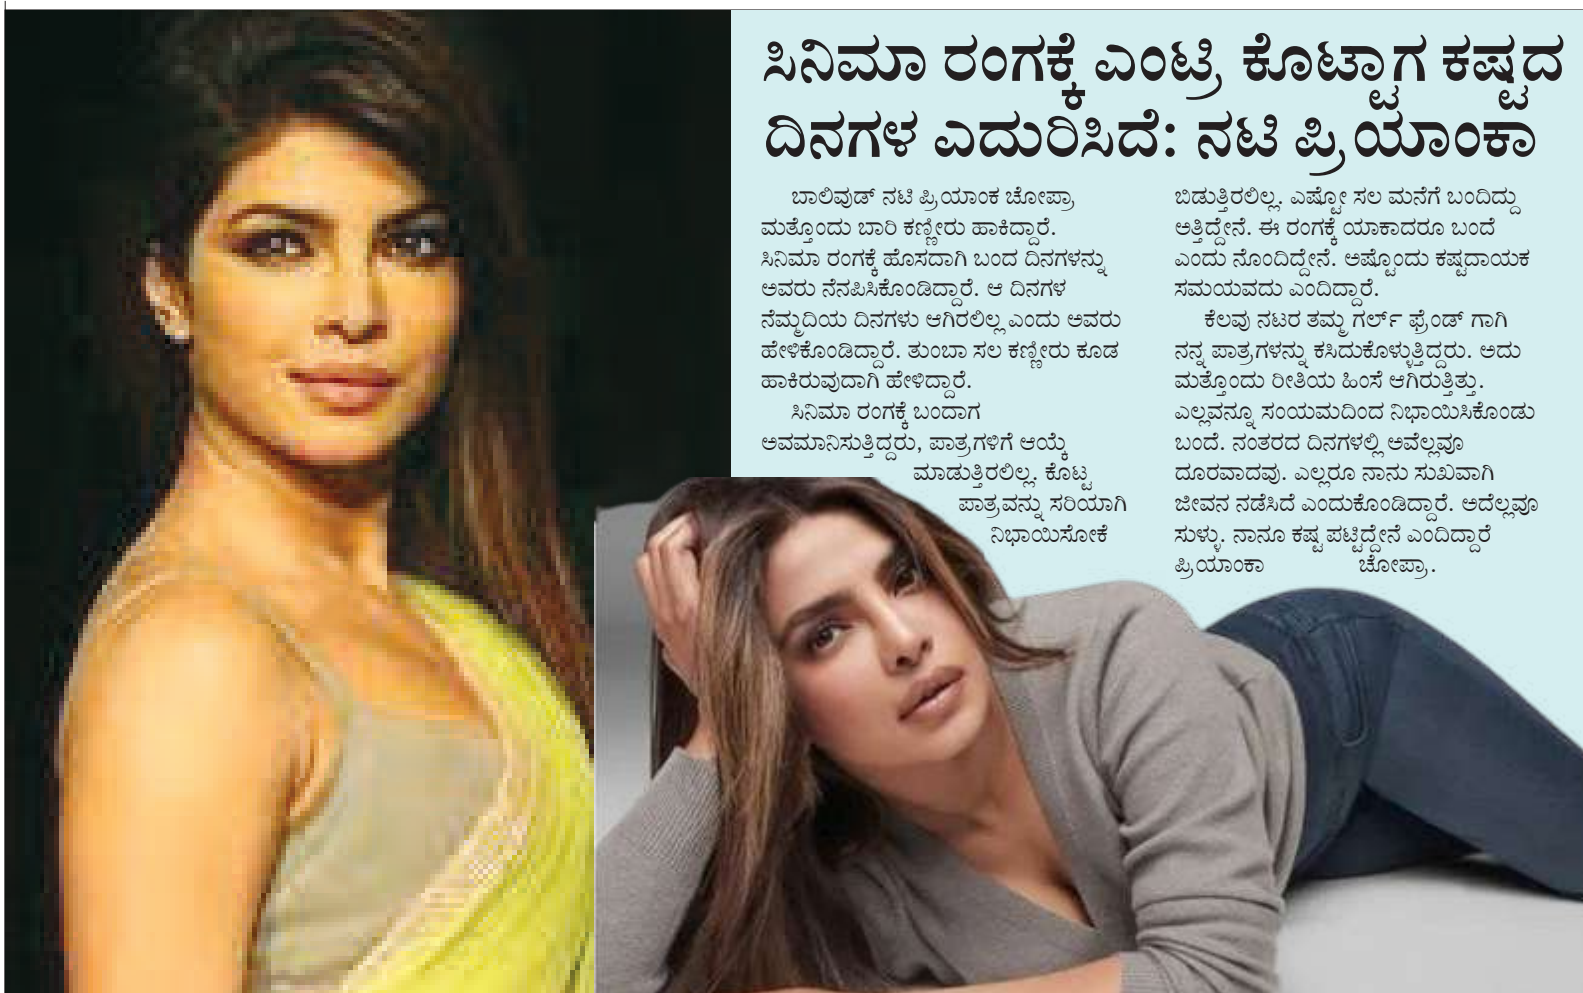 ಸಿನಿಮಾ ರಂಗಕ್ಕೆ ಎಂಟ್ರಿ ಕೊಟ್ಟಾಗ ಕಷ್ಟದ
ದಿನಗಳ ಎದುರಿಸಿದೆ: ನಟಿ ಪ್ರಿಯಾಂಕಾ
ಬಾಲಿವುಡ್ ನಟಿ ಪ್ರಿಯಾಂಕ ಚೋಪ್ರಾ
ಮತ್ತೊಂದು ಬಾರಿ ಕಣ್ಣೀರು ಹಾಕಿದ್ದಾರೆ.
ಸಿನಿಮಾ ರಂಗಕ್ಕೆ ಹೊಸದಾಗಿ ಬಂದ ದಿನಗಳನ್ನು
ಅವರು ನೆನಪಿಸಿಕೊಂಡಿದ್ದಾರೆ. ಆ ದಿನಗಳ
ನೆಮ್ಮದಿಯ ದಿನಗಳು ಆಗಿರಲಿಲ್ಲ ಎಂದು ಅವರು
ಹೇಳಿಕೊಂಡಿದ್ದಾರೆ. ತುಂಬಾ ಸಲ ಕಣ್ಣೀರು ಕೂಡ
ಹಾಕಿರುವುದಾಗಿ ಹೇಳಿದ್ದಾರೆ.
ಸಿನಿಮಾ ರಂಗಕ್ಕೆ ಬಂದಾಗ
ಅವಮಾನಿಸುತ್ತಿದ್ದರು, ಪಾತ್ರಗಳಿಗೆ ಆಯ್ಕೆ
ಮಾಡುತ್ತಿರಲಿಲ್ಲ. ಕೊಟ್ಟ
ಪಾತ್ರವನ್ನು ಸರಿಯಾಗಿ
ನಿಭಾಯಿಸೋಕೆ
ಬಿಡುತ್ತಿರಲಿಲ್ಲ. ಎಷ್ಟೋ ಸಲ ಮನೆಗೆ ಬಂದಿದ್ದು
ಅತ್ತಿದ್ದೇನೆ. ಈ ರಂಗಕ್ಕೆ ಯಾಕಾದರೂ ಬಂದೆ
ಎಂದು ನೊಂದಿದ್ದೇನೆ. ಅಷ್ಟೊಂದು ಕಷ್ಟದಾಯಕ
ಸಮಯವದು ಎಂದಿದ್ದಾರೆ.
ಕೆಲವು ನಟರ ತಮ್ಮ ಗರ್ಲ್ ಫ್ರೆಂಡ್ ಗಾಗಿ
ನನ್ನ ಪಾತ್ರಗಳನ್ನು ಕಸಿದುಕೊಳ್ಳುತ್ತಿದ್ದರು. ಅದು
ಮತ್ತೊಂದು ರೀತಿಯ ಹಿಂಸೆ ಆಗಿರುತ್ತಿತ್ತು.
ಎಲ್ಲವನ್ನೂ ಸಂಯಮದಿಂದ ನಿಭಾಯಿಸಿಕೊಂಡು
ಬಂದೆ. ನಂತರದ ದಿನಗಳಲ್ಲಿ ಅವೆಲ್ಲವೂ
ದೂರವಾದವು. ಎಲ್ಲರೂ ನಾನು ಸುಖವಾಗಿ
ಜೀವನ ನಡೆಸಿದೆ ಎಂದುಕೊಂಡಿದ್ದಾರೆ. ಅದೆಲ್ಲವೂ
ಸುಳ್ಳು. ನಾನೂ ಕಷ್ಟ ಪಟ್ಟಿದ್ದೇನೆ ಎಂದಿದ್ದಾರೆ
ಪ್ರಿಯಾಂಕಾ ಚೋಪ್ರಾ.